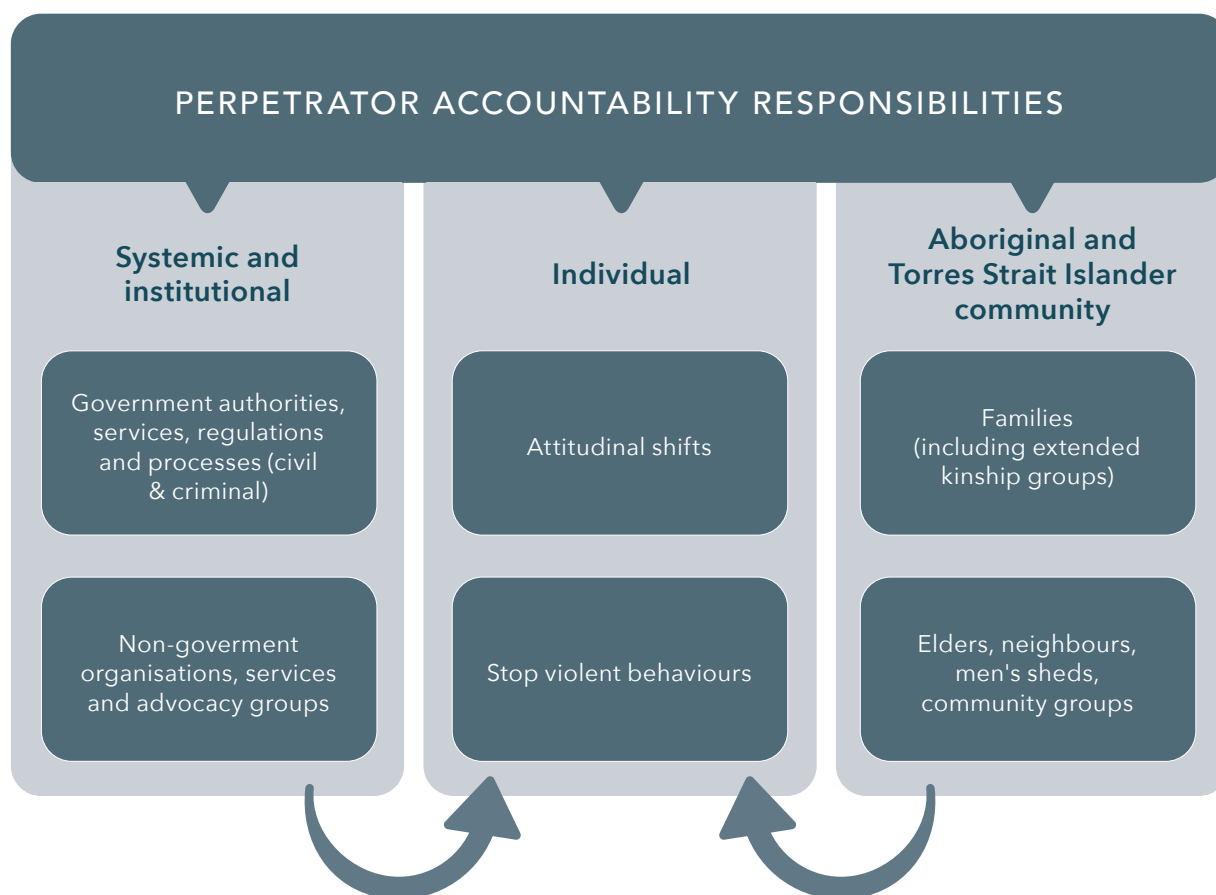 PERPETRATOR ACCOUNTABILITY RESPONSIBILITIES
Systemic and
institutional
Government authorities,
services, regulations
and processes (civil
& criminal)
Non-goverment
organisations, services
and advocacy groups
Individual
Attitudinal shifts
Stop violent behaviours
Aboriginal and
Torres Strait Islander
community
Families
(including extended
kinship groups)
Elders, neighbours,
men's sheds,
community groups